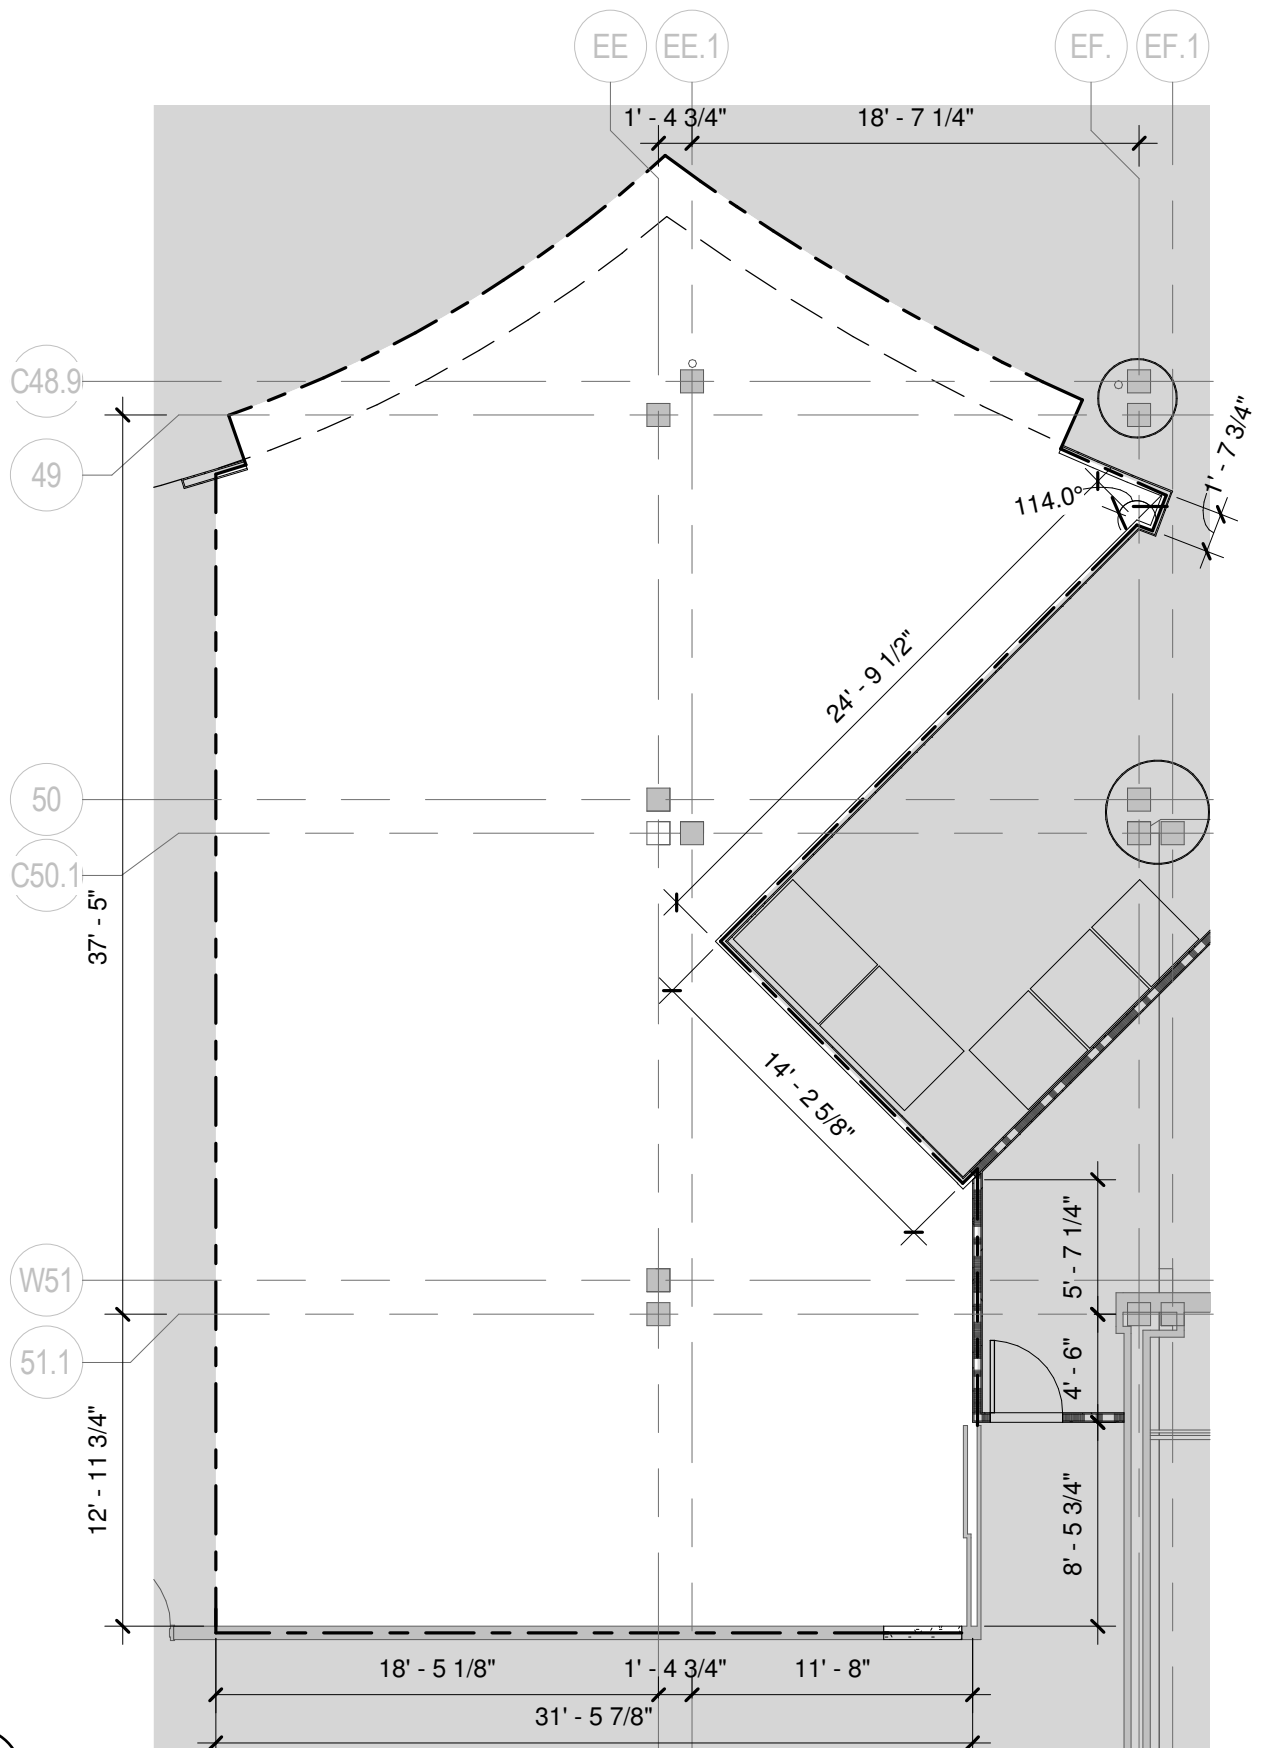 EE EE.1 EF. EF.1
1' - 4 3/4" 18' - 7 1/4"
C48.9
49
1' - 7 3/4"
114.0°
24' - 9 1/2"
50
C50.1
37' - 5"
14' - 2 5/8"
W51
5' - 7 1/4"
51.1
4' - 6"
12' - 11 3/4"
8' - 5 3/4"
18' - 5 1/8" 1' - 4 3/4" 11' - 8"
31' - 5 7/8"